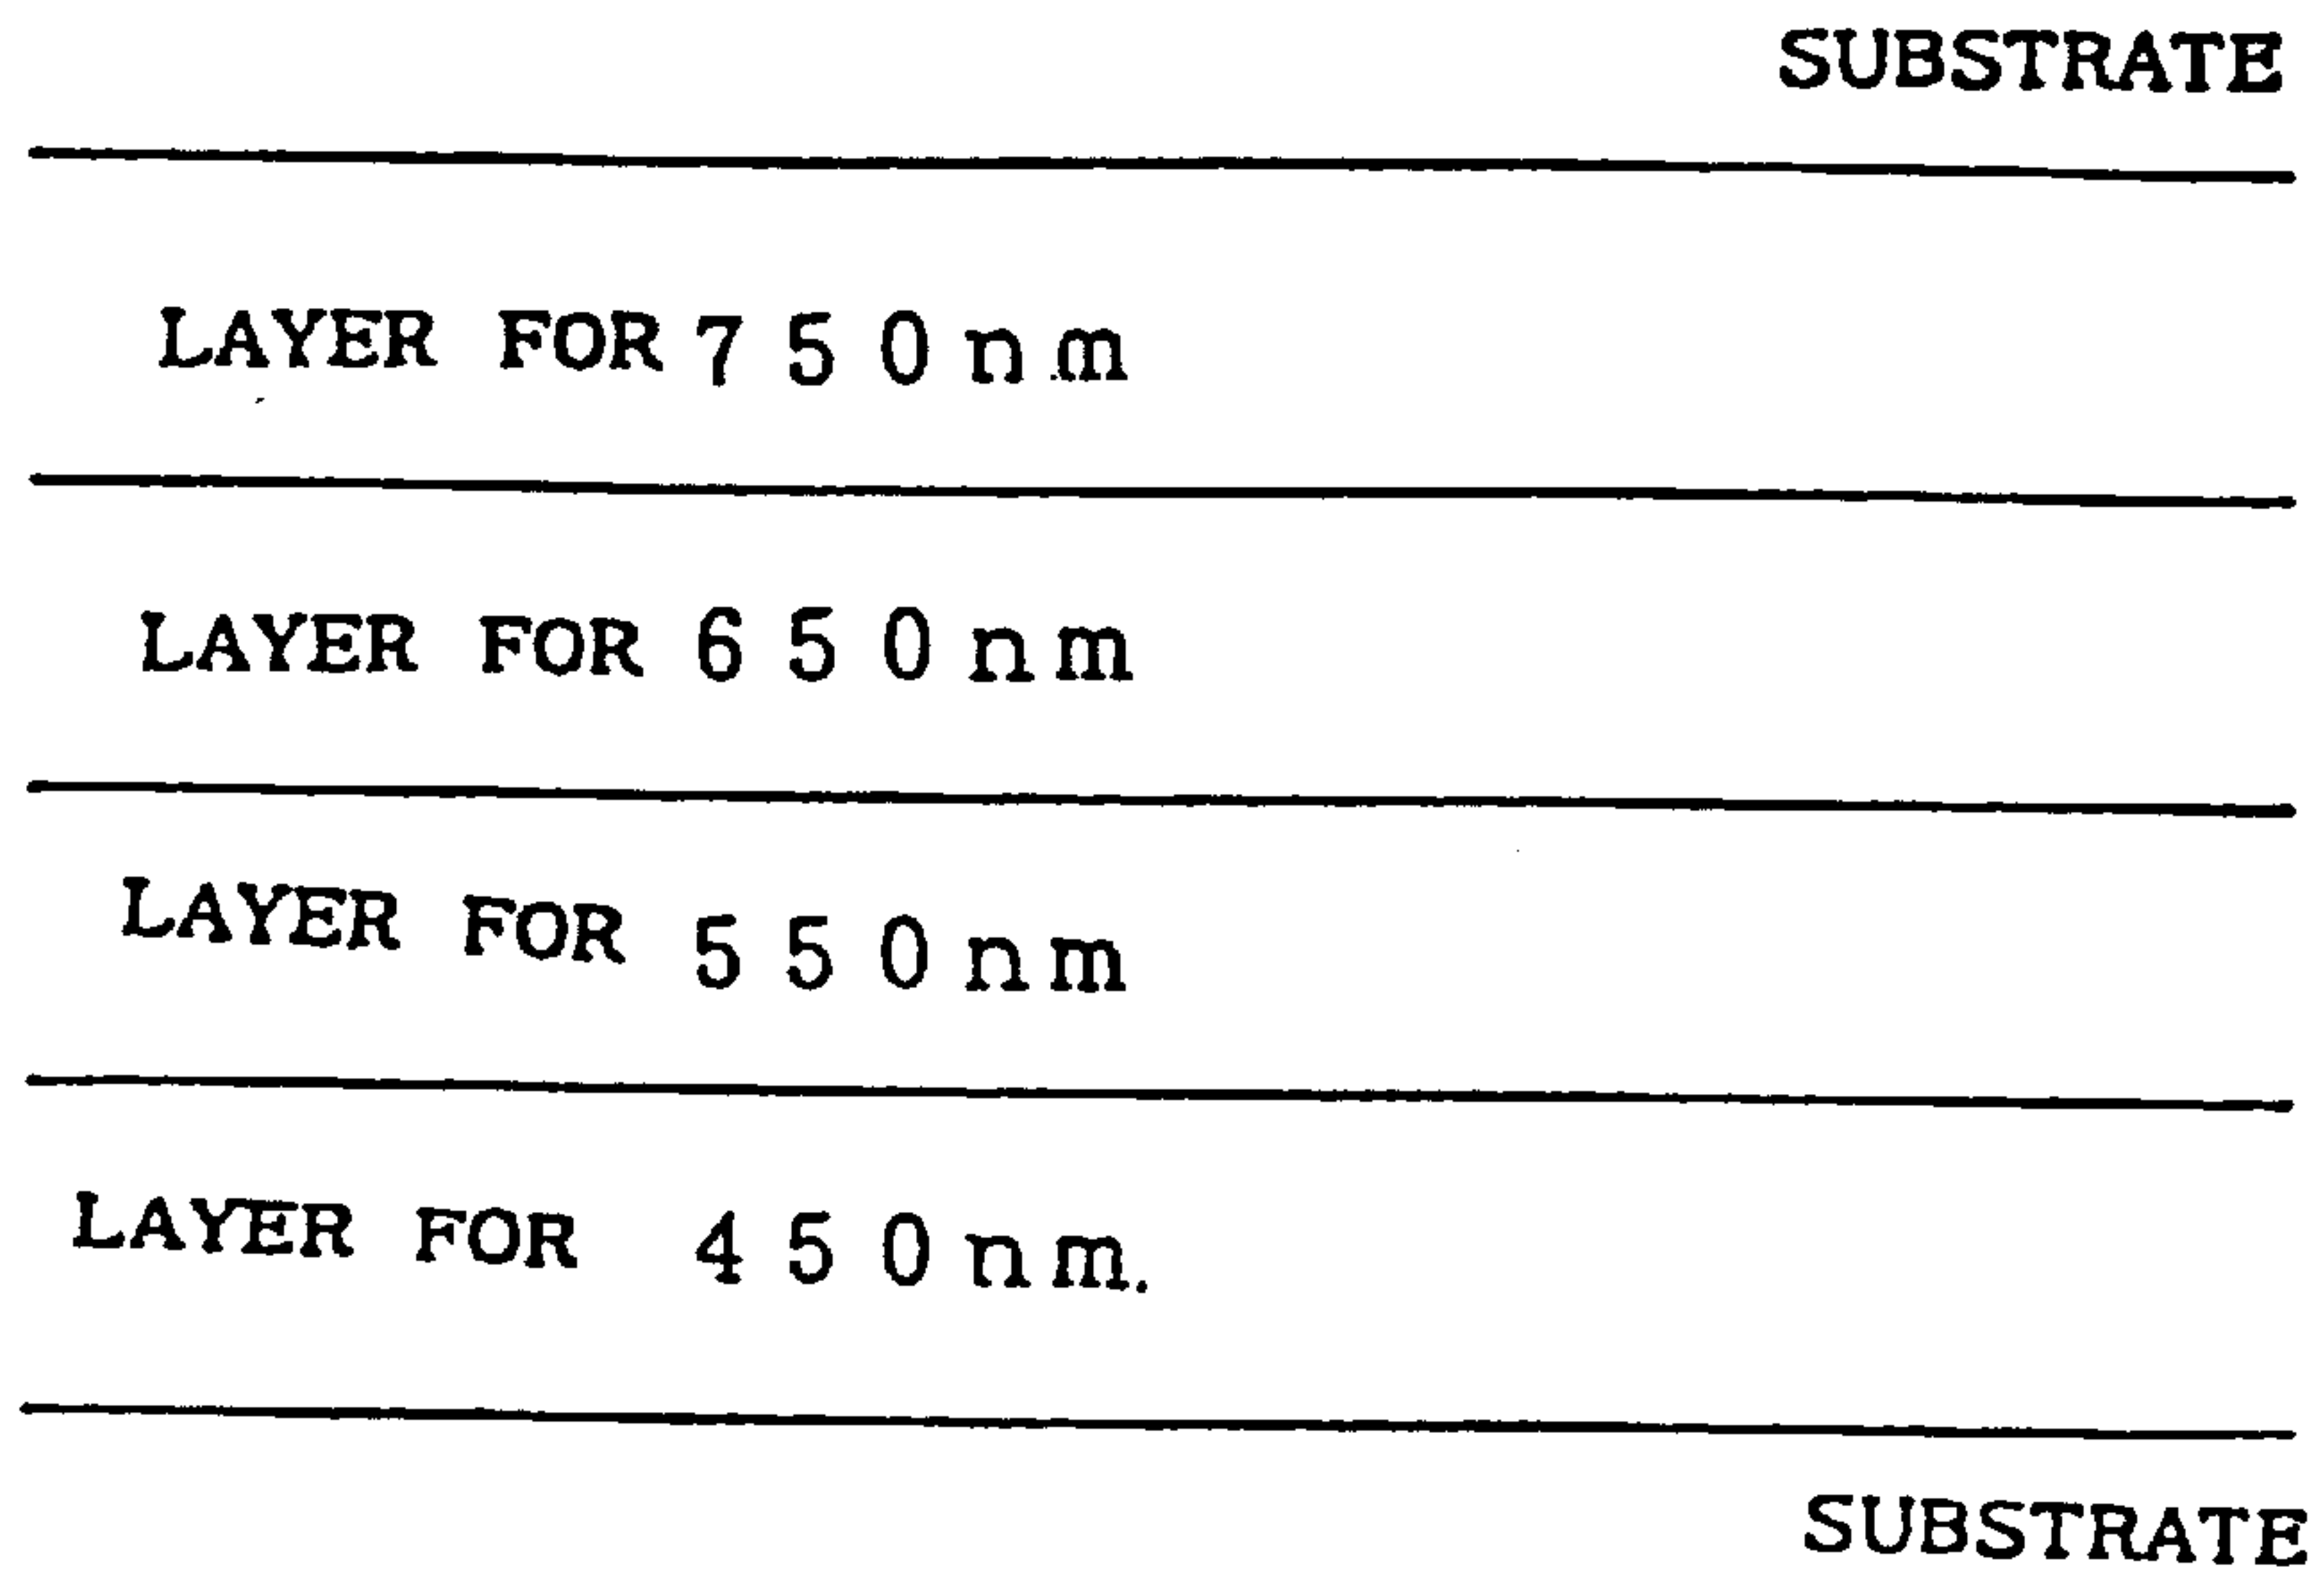 SUBSTRATE
LAYER FOR 750nm
LAYER FOR 650nm
LAYER FOR 550nm
LAYER FOR 450nm.
SUBSTRATE